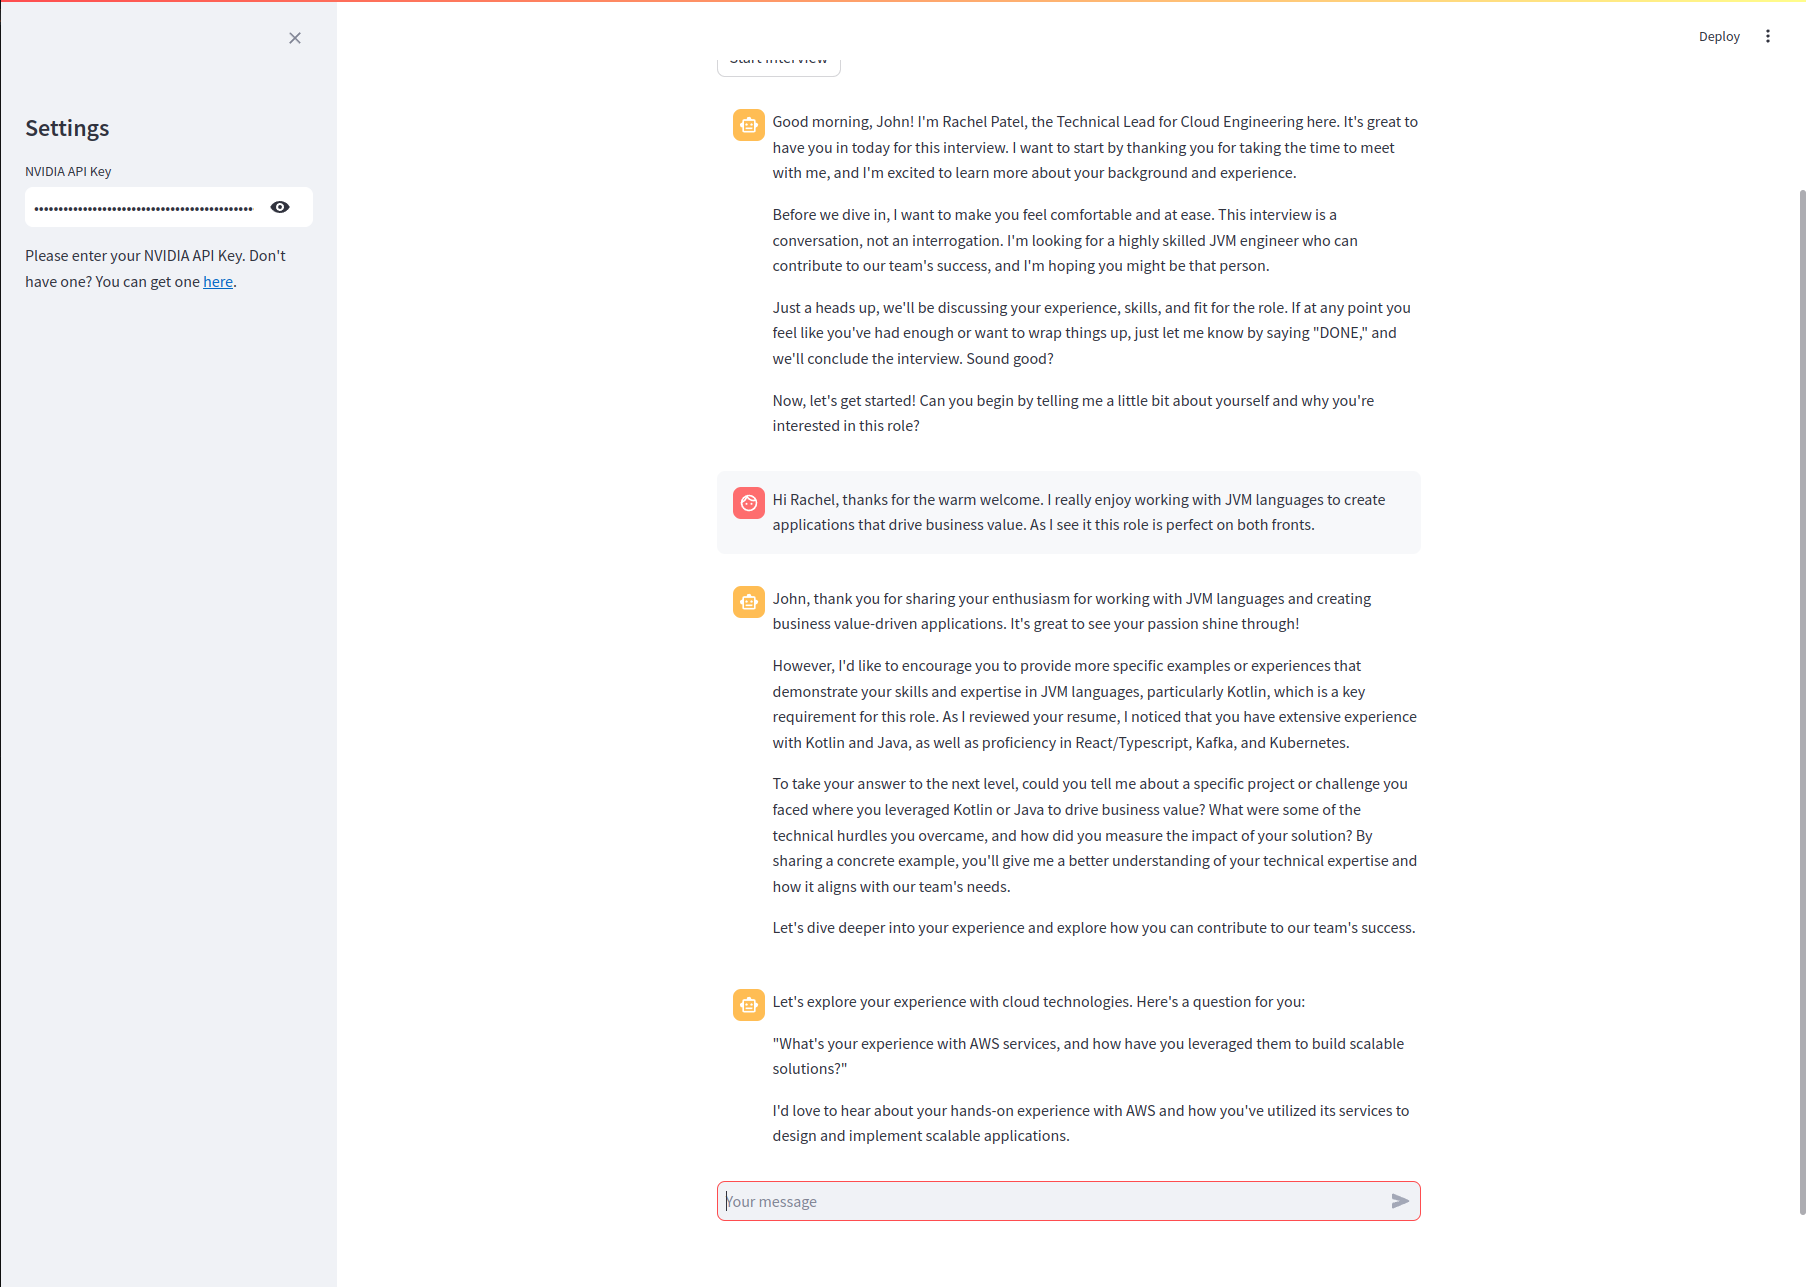 Deploy
Settings
NVIDIA API Key
Please enter your NVIDIA API Key. Don't
have one? You can get one here.
Start Interview
Good morning, John! I'm Rachel Patel, the Technical Lead for Cloud Engineering here. It's great to
have you in today for this interview. I want to start by thanking you for taking the time to meet
with me, and I'm excited to learn more about your background and experience.
Before we dive in, I want to make you feel comfortable and at ease. This interview is a
conversation, not an interrogation. I'm looking for a highly skilled JVM engineer who can
contribute to our team's success, and I'm hoping you might be that person.
Just a heads up, we'll be discussing your experience, skills, and fit for the role. If at any point you
feel like you've had enough or want to wrap things up, just let me know by saying "DONE," and
we'll conclude the interview. Sound good?
Now, let's get started! Can you begin by telling me a little bit about yourself and why you're
interested in this role?
Hi Rachel, thanks for the warm welcome. I really enjoy working with JVM languages to create
applications that drive business value. As I see it this role is perfect on both fronts.
John, thank you for sharing your enthusiasm for working with JVM languages and creating
business value-driven applications. It's great to see your passion shine through!
However, I'd like to encourage you to provide more specific examples or experiences that
demonstrate your skills and expertise in JVM languages, particularly Kotlin, which is a key
requirement for this role. As I reviewed your resume, I noticed that you have extensive experience
with Kotlin and Java, as well as proficiency in React/Typescript, Kafka, and Kubernetes.
To take your answer to the next level, could you tell me about a specific project or challenge you
faced where you leveraged Kotlin or Java to drive business value? What were some of the
technical hurdles you overcame, and how did you measure the impact of your solution? By
sharing a concrete example, you'll give me a better understanding of your technical expertise and
how it aligns with our team's needs.
Let's dive deeper into your experience and explore how you can contribute to our team's success.
Let's explore your experience with cloud technologies. Here's a question for you:
"What's your experience with AWS services, and how have you leveraged them to build scalable
solutions?"
I'd love to hear about your hands-on experience with AWS and how you've utilized its services to
design and implement scalable applications.
Your message